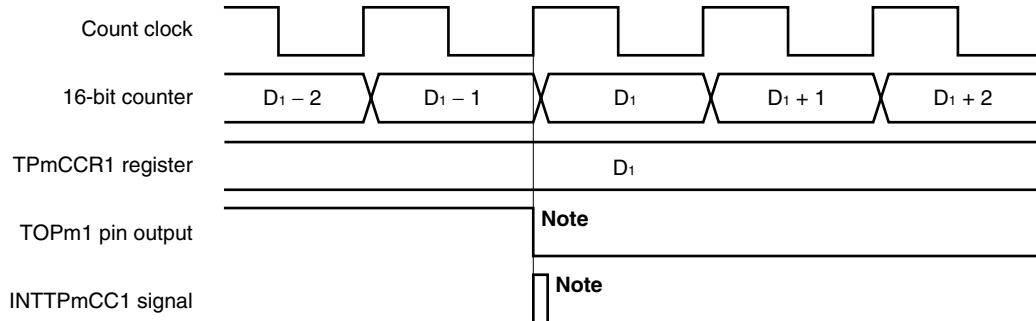 Count clock
16-bit counter D₁ − 2 D₁ − 1 D₁ D₁ + 1 D₁ + 2
TPmCCR1 register D₁
TOPm1 pin output Note
INTTPmCC1 signal Note